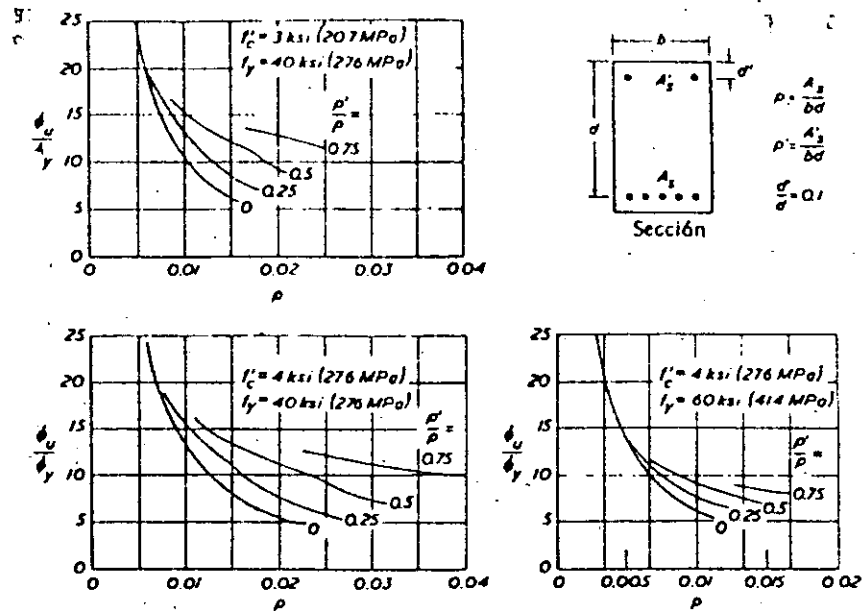 25
20
15
10
5
0
ϕu
ϕy
f'c = 3 ksi (20.7 MPa)
fy = 40 ksi (276 MPa)
ρ'
ρ =
0.75
0.5
0.25
0
0 0.01 0.02 0.03 0.04
ρ
b
d'
A's
d
As
ρ = As
bd
ρ' = A's
bd
d'
d = 0.1
Sección
25
20
15
10
5
0
ϕu
ϕy
f'c = 4 ksi (276 MPa)
fy = 40 ksi (276 MPa)
ρ'
ρ =
0.75
0.5
0.25
0
0 0.01 0.02 0.03 0.04
ρ
25
20
15
10
5
0
ϕu
ϕy
f'c = 4 ksi (276 MPa)
fy = 60 ksi (414 MPa)
ρ'
ρ =
0.75
0.5
0.25
0
0 0.005 0.01 0.015 0.02
ρ